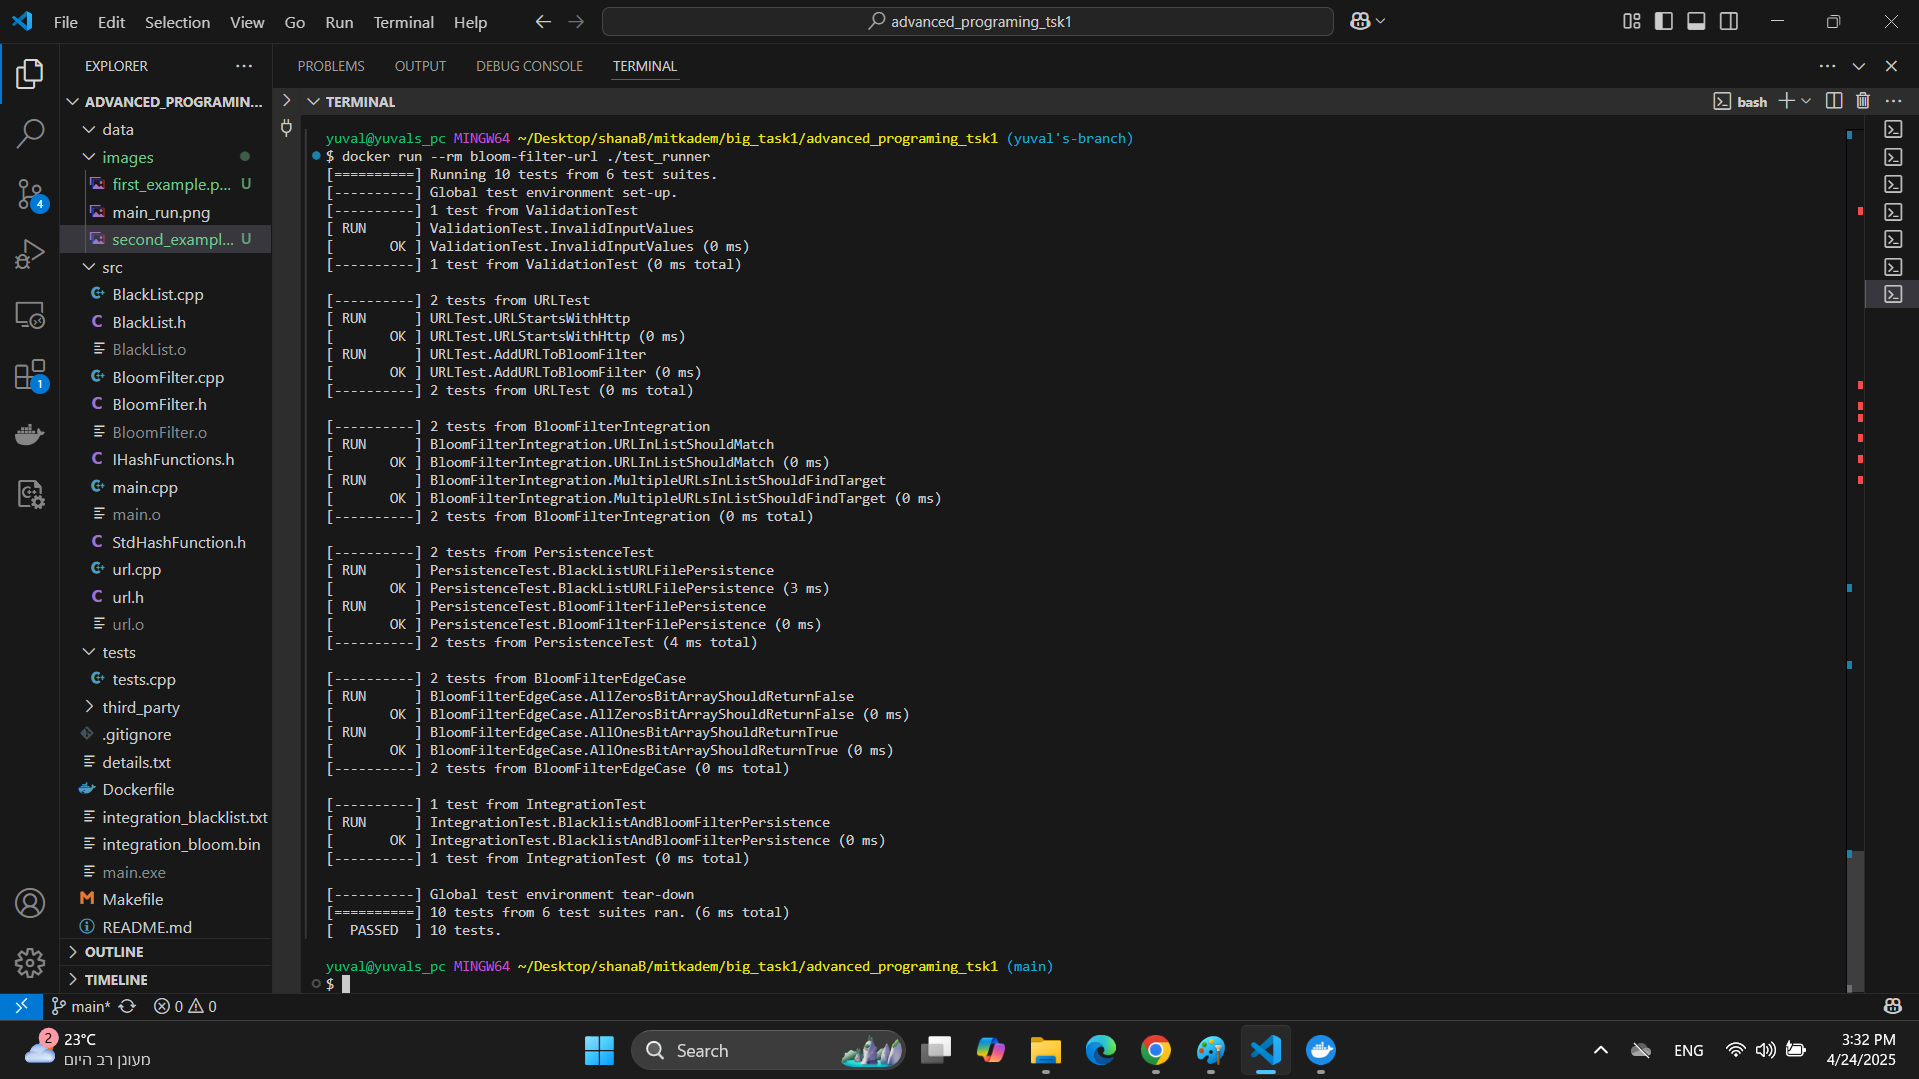 File Edit Selection View Go Run Terminal Help
advanced_programing_tsk1
EXPLORER
ADVANCED_PROGRAMIN...
data
images
first_example.p... U
main_run.png
second_exampl... U
src
BlackList.cpp
BlackList.h
BlackList.o
BloomFilter.cpp
BloomFilter.h
BloomFilter.o
IHashFunctions.h
main.cpp
main.o
StdHashFunction.h
url.cpp
url.h
url.o
tests
tests.cpp
third_party
.gitignore
details.txt
Dockerfile
integration_blacklist.txt
integration_bloom.bin
main.exe
Makefile
README.md
OUTLINE
TIMELINE
4
1
PROBLEMS OUTPUT DEBUG CONSOLE TERMINAL
TERMINAL
bash
yuval@yuvals_pc MINGW64 ~/Desktop/shanaB/mitkadem/big_task1/advanced_programing_tsk1 (yuval's-branch)
$ docker run --rm bloom-filter-url ./test_runner
[==========] Running 10 tests from 6 test suites.
[----------] Global test environment set-up.
[----------] 1 test from ValidationTest
[ RUN      ] ValidationTest.InvalidInputValues
[       OK ] ValidationTest.InvalidInputValues (0 ms)
[----------] 1 test from ValidationTest (0 ms total)
[----------] 2 tests from URLTest
[ RUN      ] URLTest.URLStartsWithHttp
[       OK ] URLTest.URLStartsWithHttp (0 ms)
[ RUN      ] URLTest.AddURLToBloomFilter
[       OK ] URLTest.AddURLToBloomFilter (0 ms)
[----------] 2 tests from URLTest (0 ms total)
[----------] 2 tests from BloomFilterIntegration
[ RUN      ] BloomFilterIntegration.URLInListShouldMatch
[       OK ] BloomFilterIntegration.URLInListShouldMatch (0 ms)
[ RUN      ] BloomFilterIntegration.MultipleURLsInListShouldFindTarget
[       OK ] BloomFilterIntegration.MultipleURLsInListShouldFindTarget (0 ms)
[----------] 2 tests from BloomFilterIntegration (0 ms total)
[----------] 2 tests from PersistenceTest
[ RUN      ] PersistenceTest.BlackListURLFilePersistence
[       OK ] PersistenceTest.BlackListURLFilePersistence (3 ms)
[ RUN      ] PersistenceTest.BloomFilterFilePersistence
[       OK ] PersistenceTest.BloomFilterFilePersistence (0 ms)
[----------] 2 tests from PersistenceTest (4 ms total)
[----------] 2 tests from BloomFilterEdgeCase
[ RUN      ] BloomFilterEdgeCase.AllZerosBitArrayShouldReturnFalse
[       OK ] BloomFilterEdgeCase.AllZerosBitArrayShouldReturnFalse (0 ms)
[ RUN      ] BloomFilterEdgeCase.AllOnesBitArrayShouldReturnTrue
[       OK ] BloomFilterEdgeCase.AllOnesBitArrayShouldReturnTrue (0 ms)
[----------] 2 tests from BloomFilterEdgeCase (0 ms total)
[----------] 1 test from IntegrationTest
[ RUN      ] IntegrationTest.BlacklistAndBloomFilterPersistence
[       OK ] IntegrationTest.BlacklistAndBloomFilterPersistence (0 ms)
[----------] 1 test from IntegrationTest (0 ms total)
[----------] Global test environment tear-down
[==========] 10 tests from 6 test suites ran. (6 ms total)
[  PASSED  ] 10 tests.
yuval@yuvals_pc MINGW64 ~/Desktop/shanaB/mitkadem/big_task1/advanced_programing_tsk1 (main)
$
main* 0 0
2
23°C
מעונן רב היום
Search
ENG
3:32 PM
4/24/2025